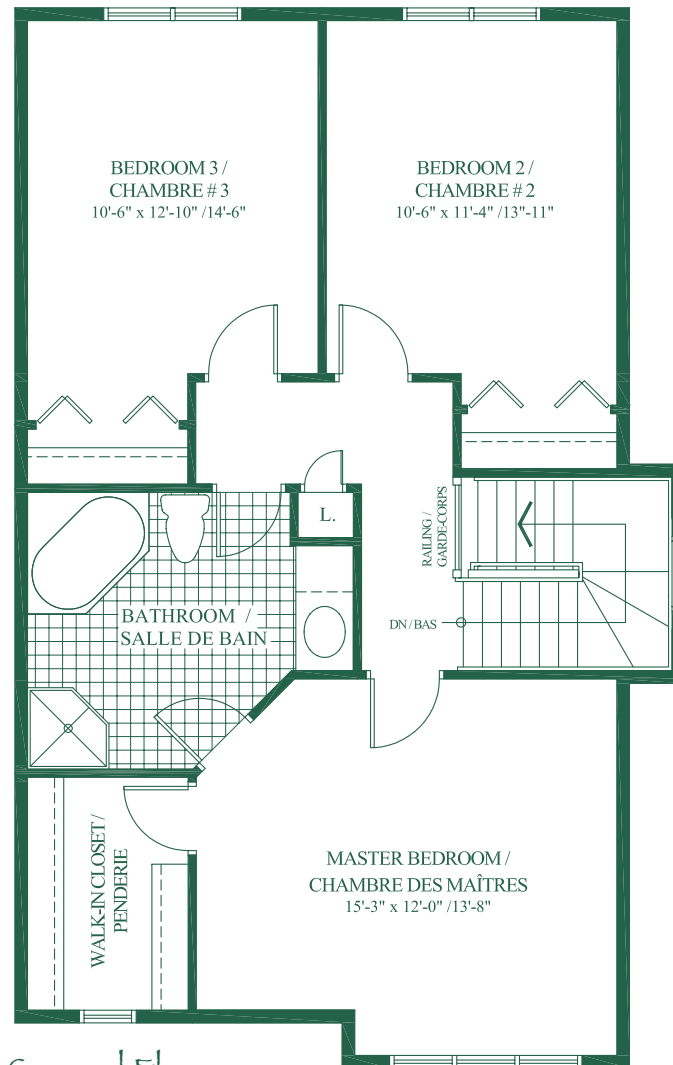 BEDROOM 3 /
CHAMBRE # 3
10'-6" x 12'-10" /14'-6"
BEDROOM 2 /
CHAMBRE # 2
10'-6" x 11'-4" /13"-11"
L.
RAILING /
GARDE-CORPS
BATHROOM /
SALLE DE BAIN
DN / BAS
WALK-IN CLOSET /
PENDERIE
MASTER BEDROOM /
CHAMBRE DES MAÎTRES
15'-3" x 12'-0" /13'-8"